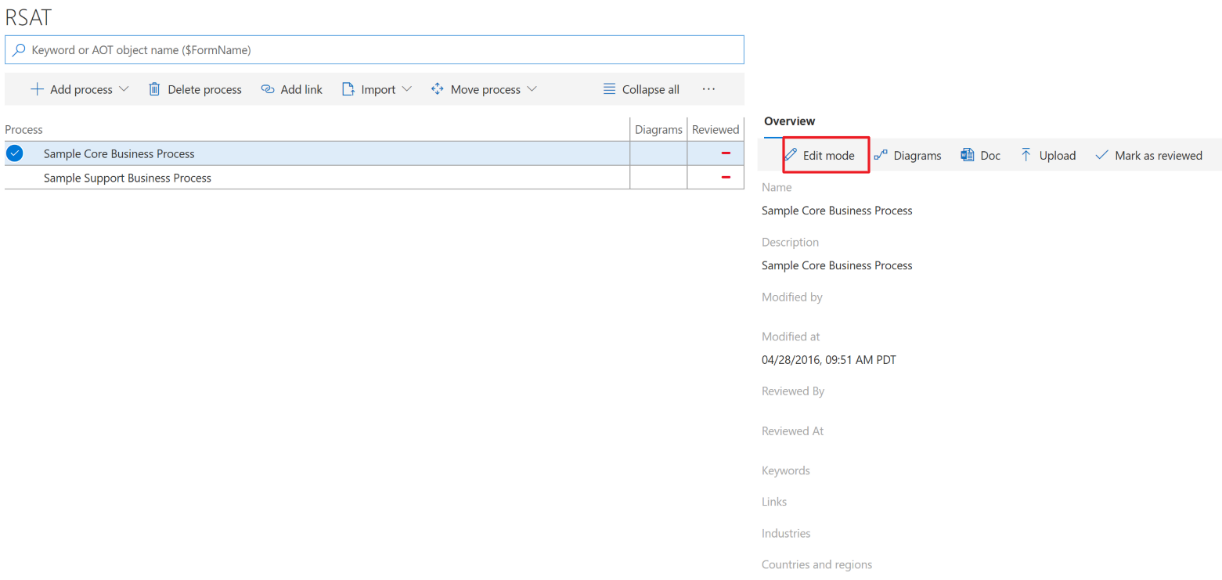 RSAT
Keyword or AOT object name ($FormName)
Add process Delete process Add link Import Move process Collapse all ...
Process Diagrams Reviewed
Sample Core Business Process
Sample Support Business Process
Overview
Edit mode Diagrams Doc Upload Mark as reviewed
Name
Sample Core Business Process
Description
Sample Core Business Process
Modified by
Modified at
04/28/2016, 09:51 AM PDT
Reviewed By
Reviewed At
Keywords
Links
Industries
Countries and regions